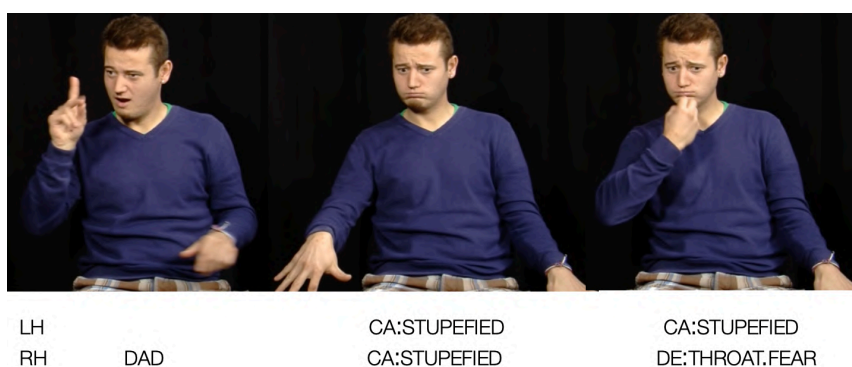 LH CA:STUPEFIED CA:STUPEFIED
RH DAD CA:STUPEFIED DE:THROAT.FEAR